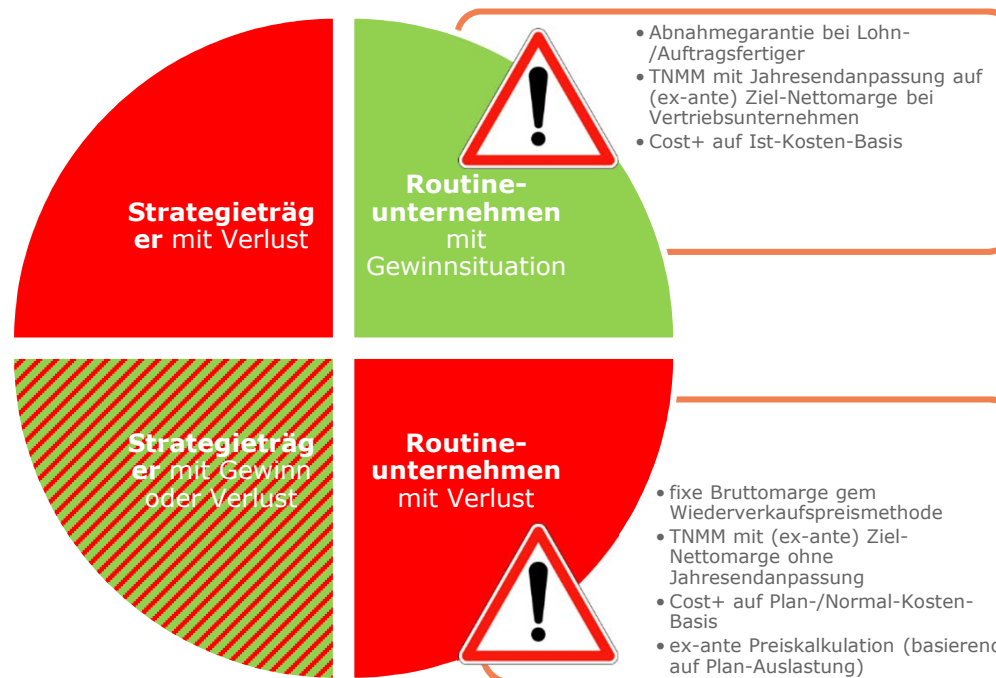 • Abnahmegarantie bei Lohn-
/Auftragsfertiger
• TNMM mit Jahresendanpassung auf
(ex-ante) Ziel-Nettomarge bei
Vertriebsunternehmen
• Cost+ auf Ist-Kosten-Basis
Strategieträg
er mit Verlust
Routine-
unternehmen
mit
Gewinnsituation
Strategieträg
er mit Gewinn
oder Verlust
Routine-
unternehmen
mit Verlust
• fixe Bruttomarge gem
Wiederverkaufspreismethode
• TNMM mit (ex-ante) Ziel-
Nettomarge ohne
Jahresendanpassung
• Cost+ auf Plan-/Normal-Kosten-
Basis
• ex-ante Preiskalkulation (basierend
auf Plan-Auslastung)